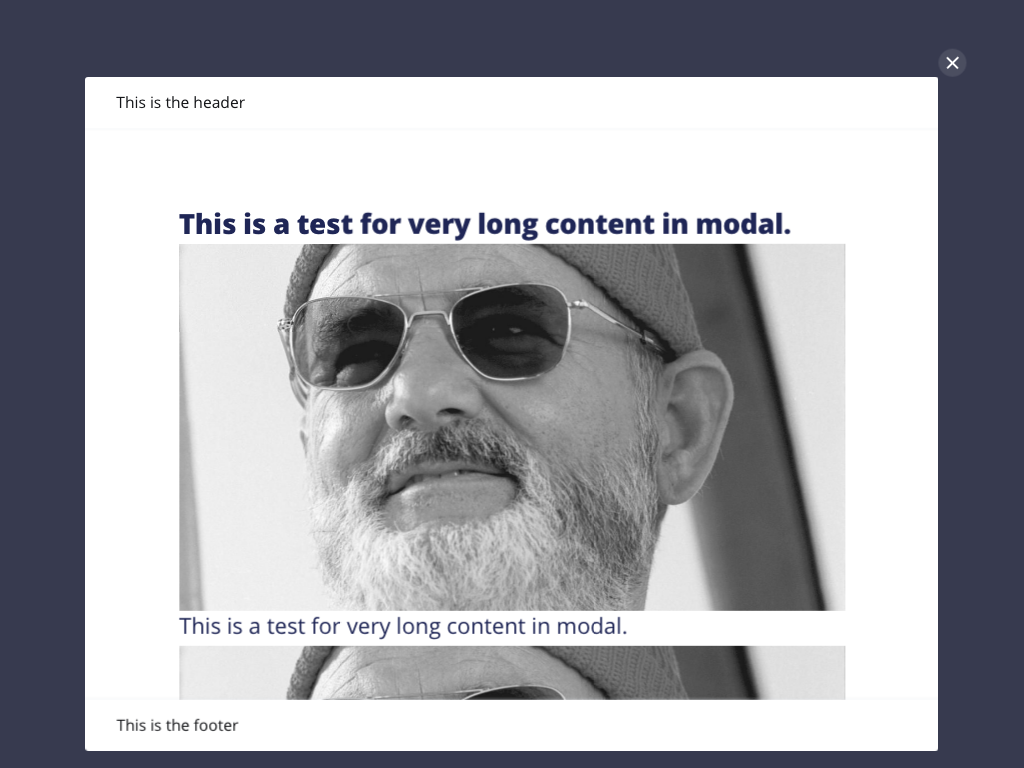 This is the header
This is a test for very long content in modal.
This is a test for very long content in modal.
This is the footer